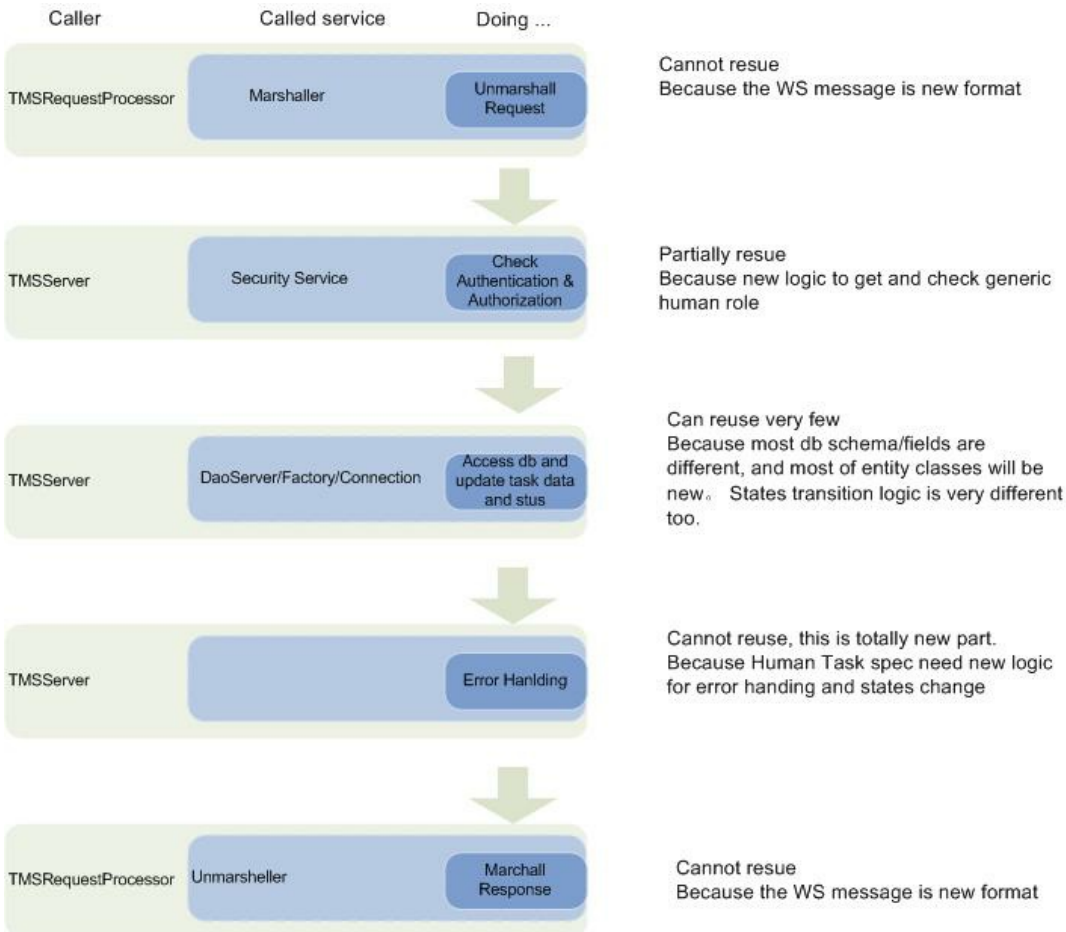 Caller
Called service
Doing ...
TMSRequestProcessor
Marshaller
Unmarshall
Request
Cannot resue
Because the WS message is new format
TMSServer
Security Service
Check
Authentication &
Authorization
Partially resue
Because new logic to get and check generic
human role
TMSServer
DaoServer/Factory/Connection
Access db and
update task data
and stus
Can reuse very few
Because most db schema/fields are
different, and most of entity classes will be
new。 States transition logic is very different
too.
TMSServer
Error Hanlding
Cannot reuse, this is totally new part.
Because Human Task spec need new logic
for error handing and states change
TMSRequestProcessor
Unmarsheller
Marchall
Response
Cannot resue
Because the WS message is new format